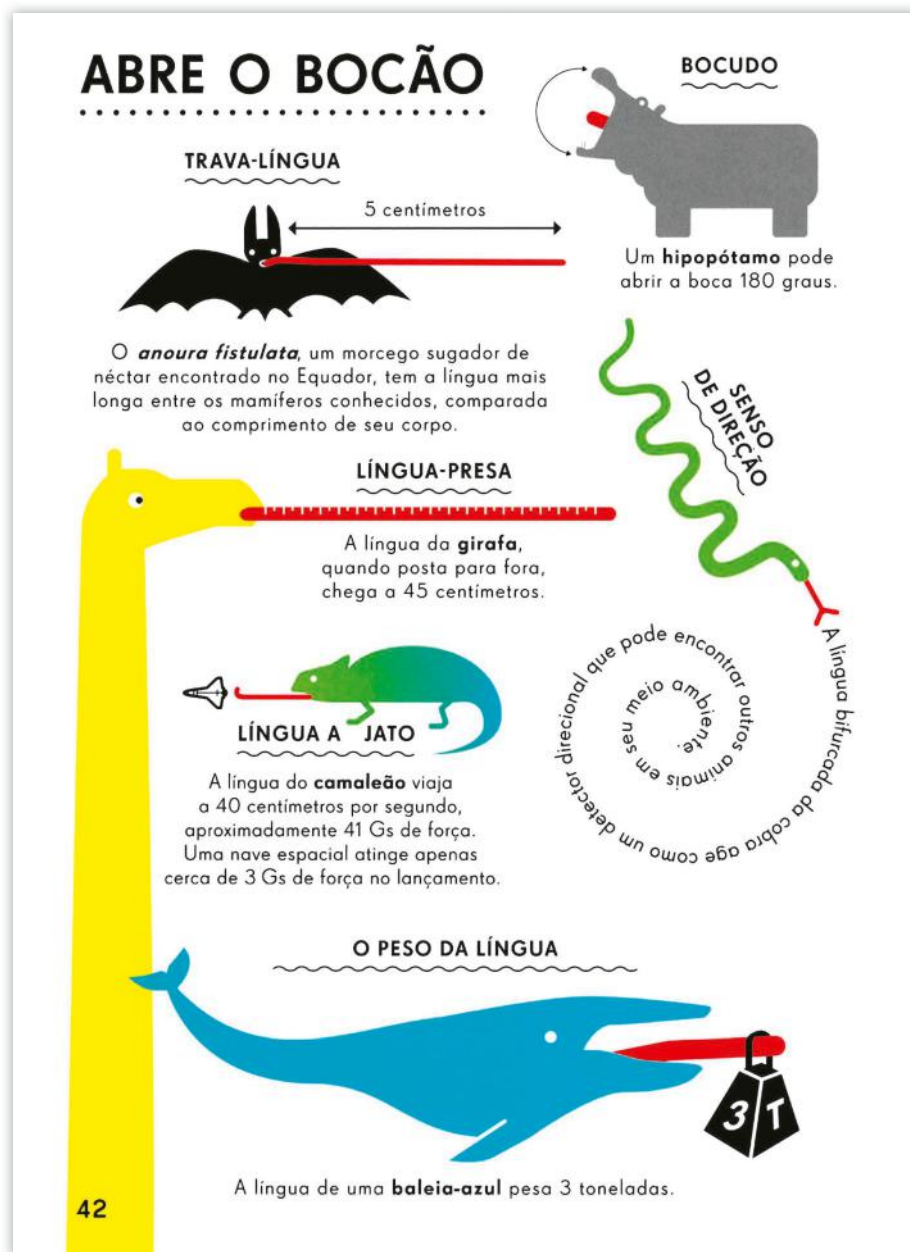 ABRE O BOCÃO
BOCUDO
Um hipopótamo pode
abrir a boca 180 graus.
TRAVA-LÍNGUA
5 centímetros
O anoura fistulata, um morcego sugador de
néctar encontrado no Equador, tem a língua mais
longa entre os mamíferos conhecidos, comparada
ao comprimento de seu corpo.
SENSO
DE DIREÇÃO
A língua bifurcada da cobra age como um detector direcional que pode encontrar outros animais em seu meio ambiente.
LÍNGUA-PRESA
A língua da girafa,
quando posta para fora,
chega a 45 centímetros.
LÍNGUA A JATO
A língua do camaleão viaja
a 40 centímetros por segundo,
aproximadamente 41 Gs de força.
Uma nave espacial atinge apenas
cerca de 3 Gs de força no lançamento.
O PESO DA LÍNGUA
3 T
A língua de uma baleia-azul pesa 3 toneladas.
42